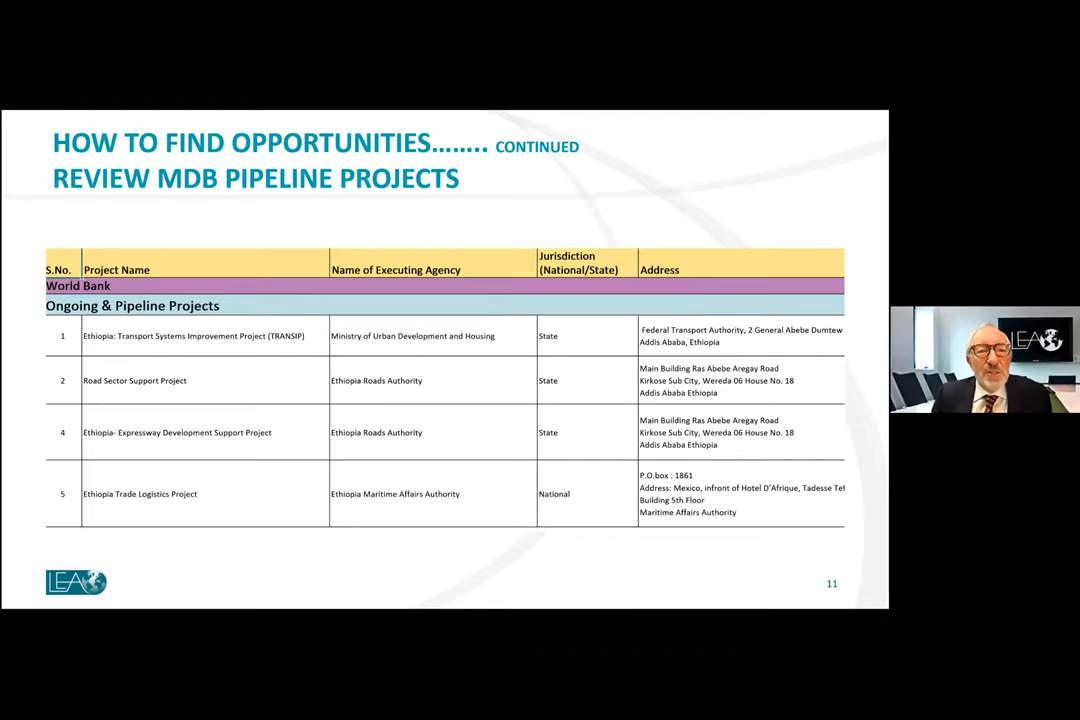 HOW TO FIND OPPORTUNITIES…….. CONTINUED
REVIEW MDB PIPELINE PROJECTS
S.No. Project Name Name of Executing Agency Jurisdiction (National/State) Address
World Bank
Ongoing & Pipeline Projects
1 Ethiopia: Transport Systems Improvement Project (TRANSIP) Ministry of Urban Development and Housing State Federal Transport Authority, 2 General Abebe Dumtew
Addis Ababa, Ethiopia
2 Road Sector Support Project Ethiopia Roads Authority State Main Building Ras Abebe Aregay Road
Kirkose Sub City, Wereda 06 House No. 18
Addis Ababa Ethiopia
4 Ethiopia- Expressway Development Support Project Ethiopia Roads Authority State Main Building Ras Abebe Aregay Road
Kirkose Sub City, Wereda 06 House No. 18
Addis Ababa Ethiopia
5 Ethiopia Trade Logistics Project Ethiopia Maritime Affairs Authority National P.O.box : 1861
Address: Mexico, infront of Hotel D'Afrique, Tadesse
Building 5th Floor
Maritime Affairs Authority
LEA
11
LEA